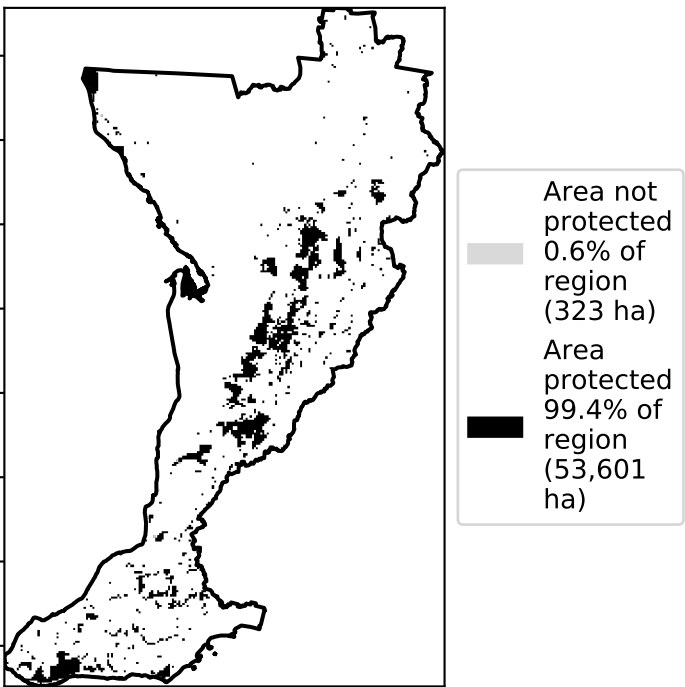 Area not
protected
0.6% of
region
(323 ha)
Area
protected
99.4% of
region
(53,601
ha)